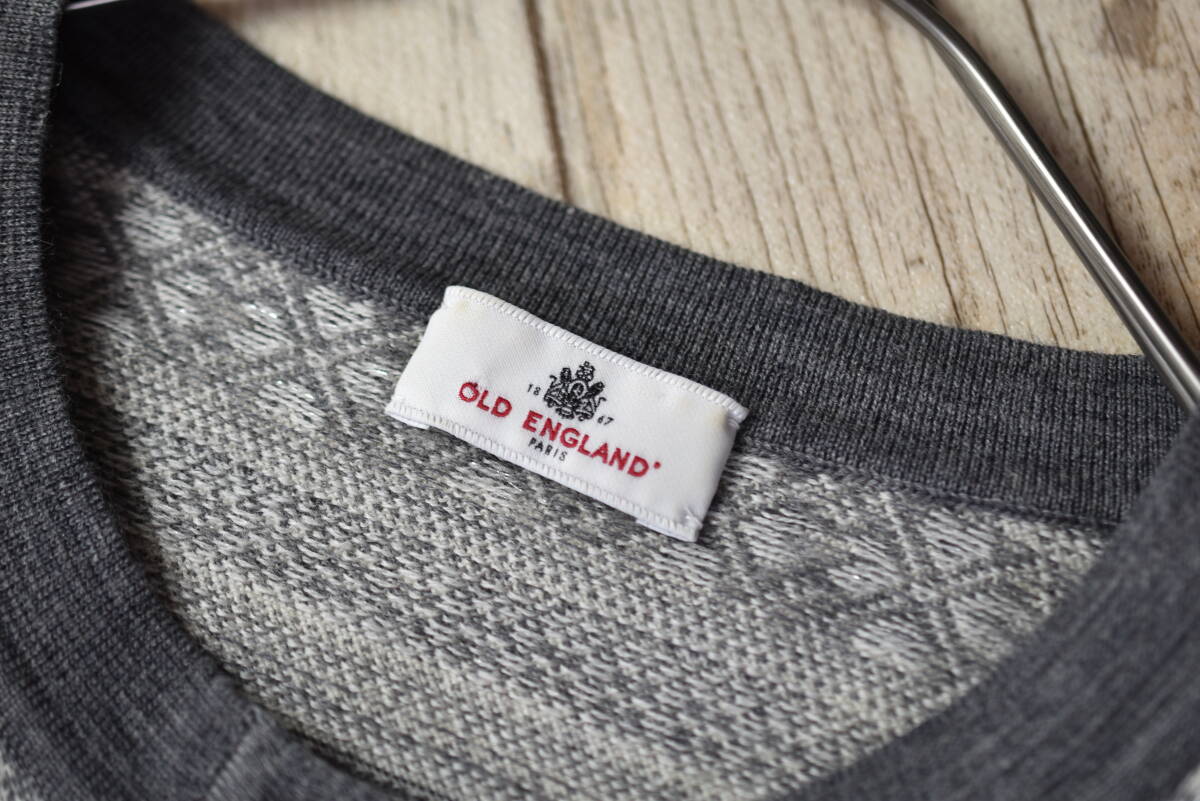 18 67
OLD ENGLAND
PARIS